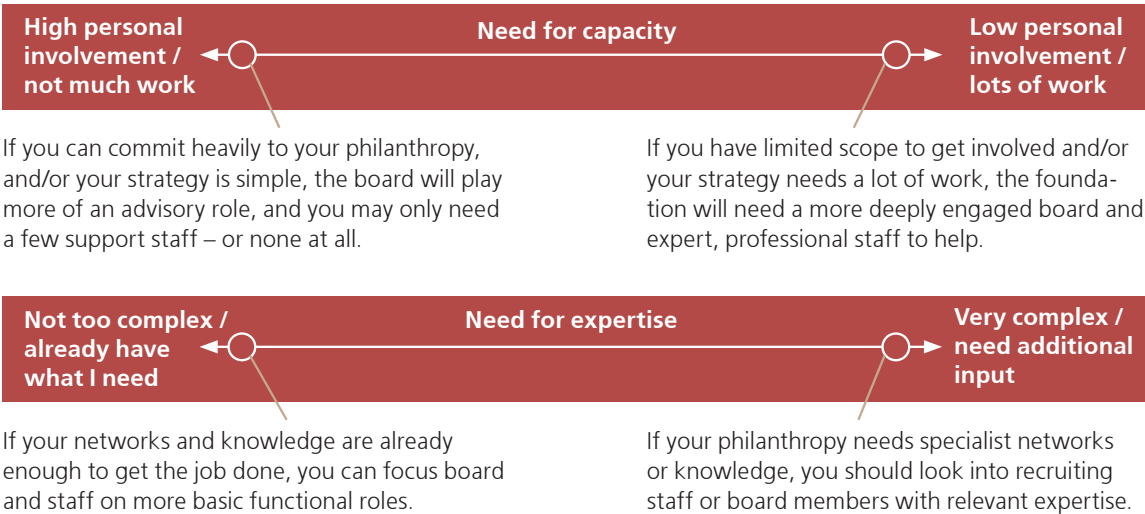 High personal
involvement /
not much work
Need for capacity
Low personal
involvement /
lots of work
If you can commit heavily to your philanthropy,
and/or your strategy is simple, the board will play
more of an advisory role, and you may only need
a few support staff – or none at all.
If you have limited scope to get involved and/or
your strategy needs a lot of work, the founda-
tion will need a more deeply engaged board and
expert, professional staff to help.
Not too complex /
already have
what I need
Need for expertise
Very complex /
need additional
input
If your networks and knowledge are already
enough to get the job done, you can focus board
and staff on more basic functional roles.
If your philanthropy needs specialist networks
or knowledge, you should look into recruiting
staff or board members with relevant expertise.